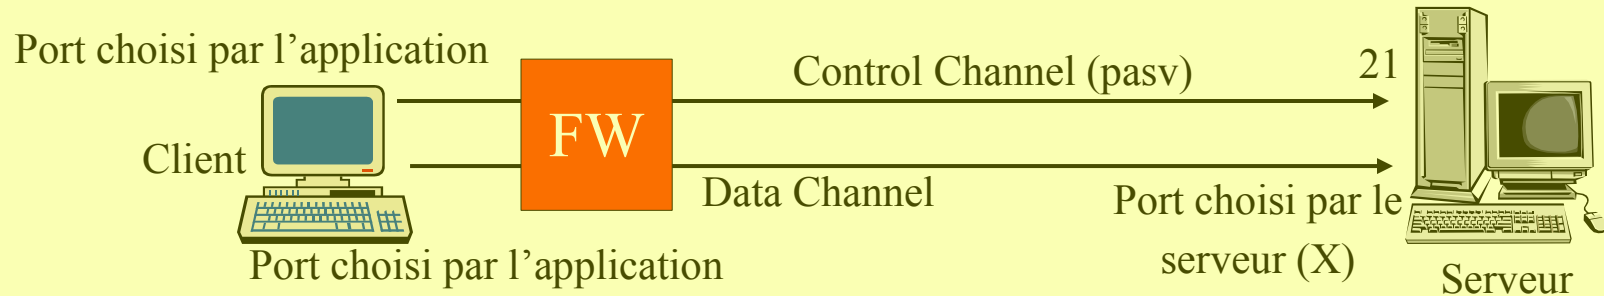 Port choisi par l’application
Control Channel (pasv)
21
FW
Client
Data Channel
Port choisi par le
serveur (X)
Port choisi par l’application
Serveur